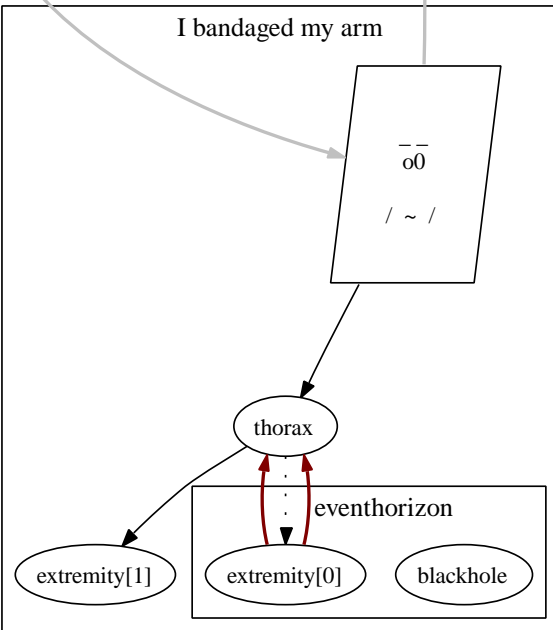 I bandaged my arm
_ _
o0
/ ~ /
thorax
eventhorizon
extremity[1]
extremity[0]
blackhole